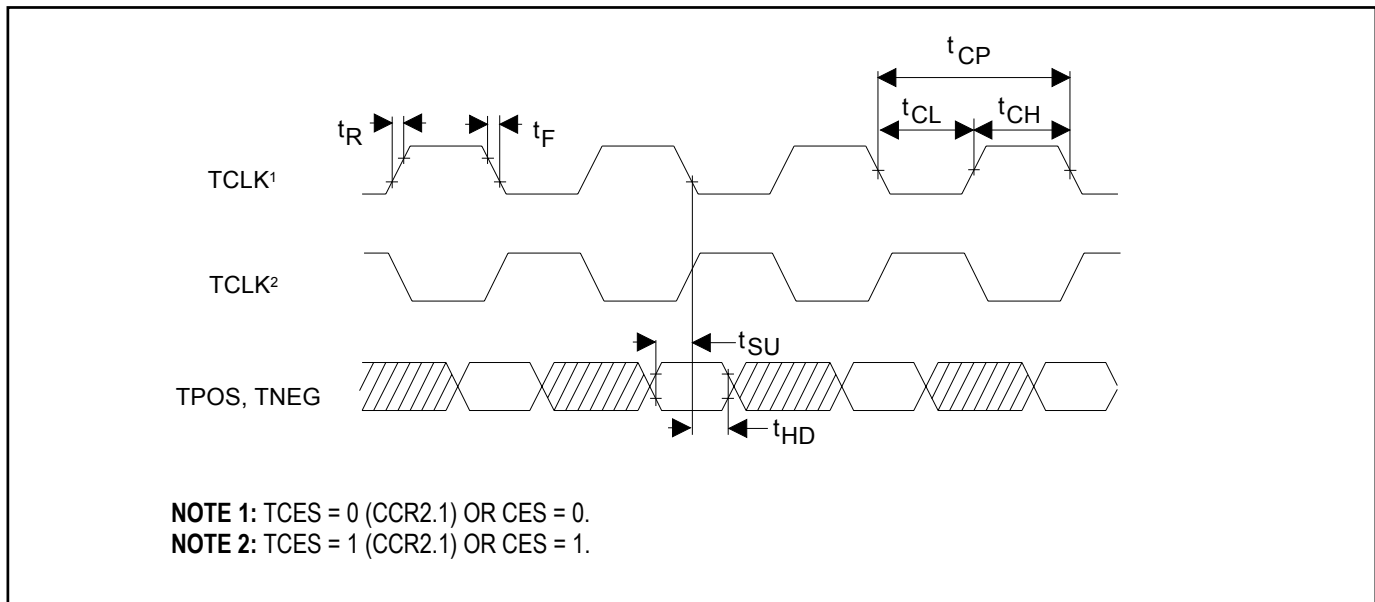 tCP
tCL tCH
tR tF
TCLK¹
TCLK²
tSU
TPOS, TNEG
tHD
NOTE 1: TCES = 0 (CCR2.1) OR CES = 0.
NOTE 2: TCES = 1 (CCR2.1) OR CES = 1.